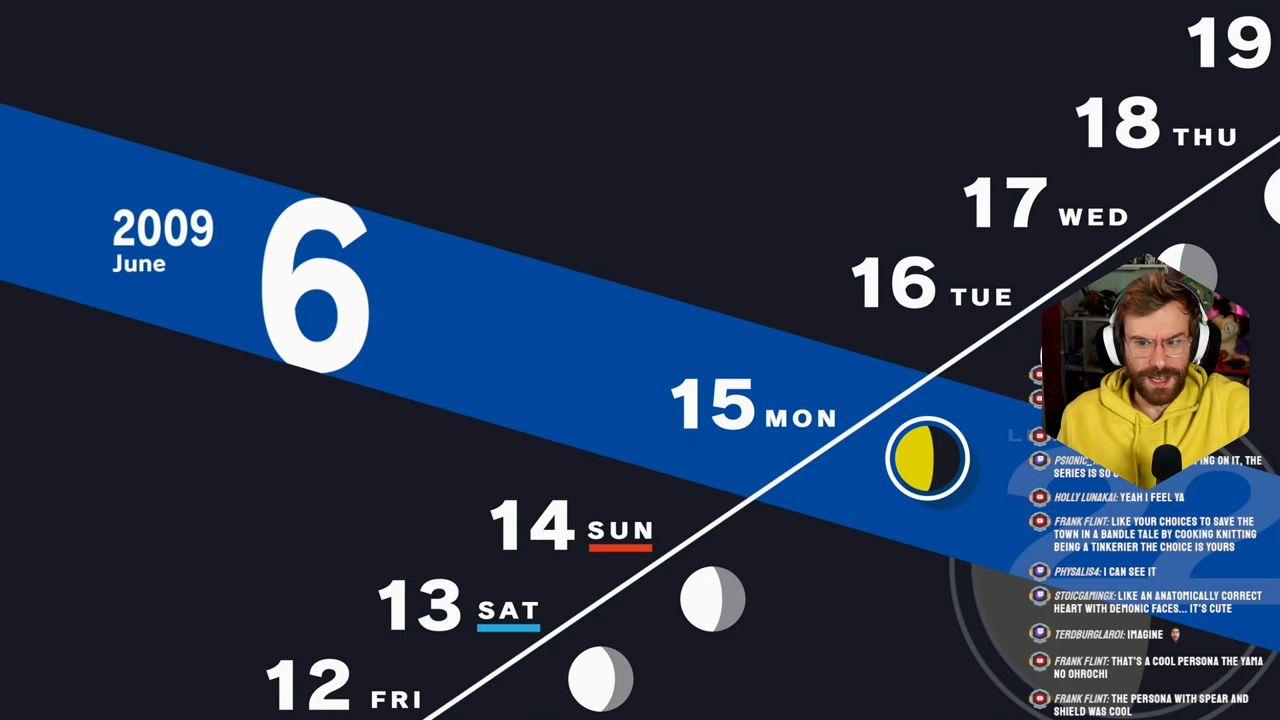 19
18 THU
17 WED
16 TUE
2009
June
6
15 MON
14 SUN
13 SAT
12 FRI
ING ON IT, THE
SERIES IS SO
HOLLY LUNAKAI: YEAH I FEEL YA
FRANK FLINT: LIKE YOUR CHOICES TO SAVE THE
TOWN IN A BANDLE TALE BY COOKING KNITTING
BEING A TINKERIER THE CHOICE IS YOURS
PHYSALIS4: I CAN SEE IT
STOICGAMINGX: LIKE AN ANATOMICALLY CORRECT
HEART WITH DEMONIC FACES... IT'S CUTE
TERDBURGLAROI: IMAGINE
FRANK FLINT: THAT'S A COOL PERSONA THE YAMA
NO OHROCHI
FRANK FLINT: THE PERSONA WITH SPEAR AND
SHIELD WAS COOL